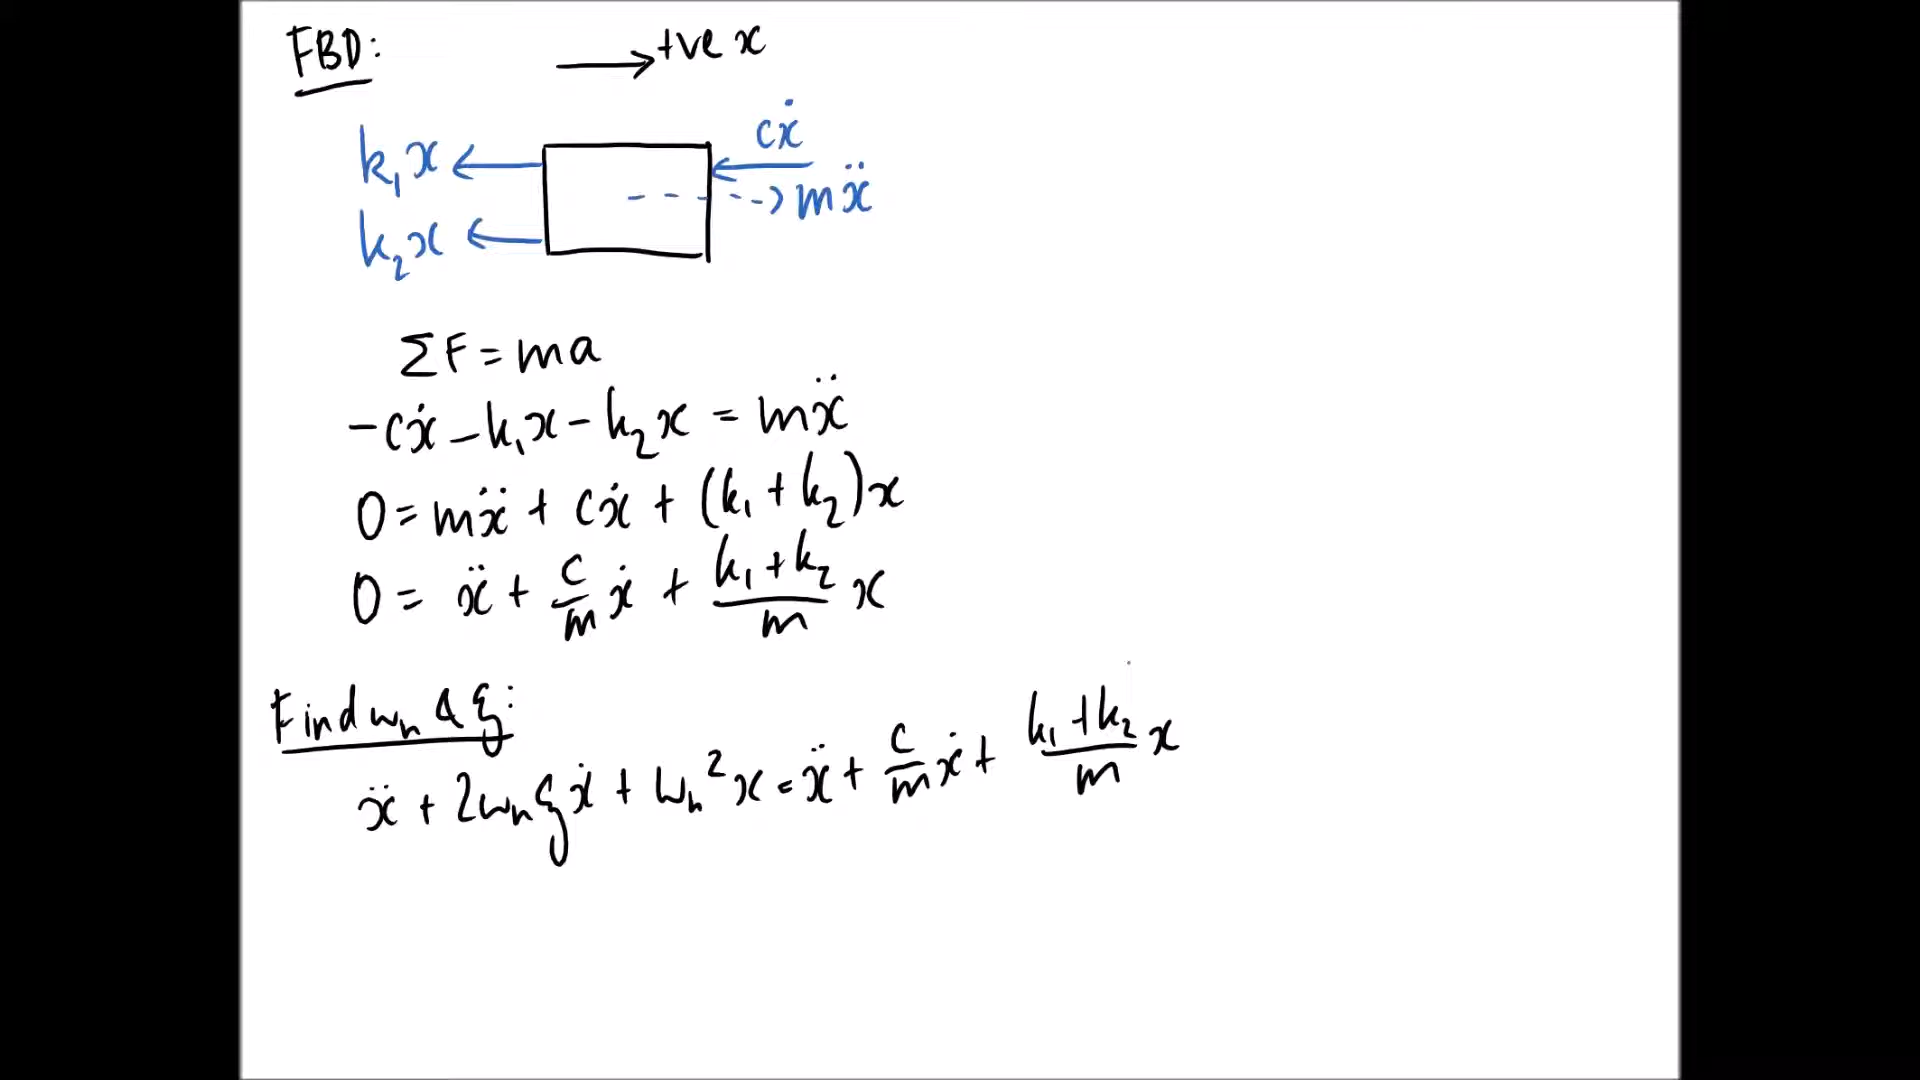 FBD:
+ve x
k₁x
cẋ
mẍ
k₂x
ΣF = ma
-cẋ - k₁x - k₂x = mẍ
0 = mẍ + cẋ + (k₁ + k₂)x
0 = ẍ + c/m ẋ + (k₁ + k₂)/m x
Find ωₙ & ξ:
ẍ + 2ωₙξẋ + ωₙ²x = ẍ + c/m ẋ + (k₁ + k₂)/m x